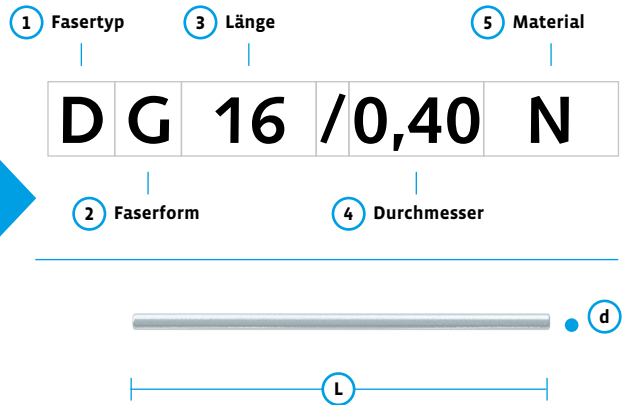 1 Fasertyp
3 Länge
5 Material
D G 16 /0,40 N
2 Faserform
4 Durchmesser
d
L